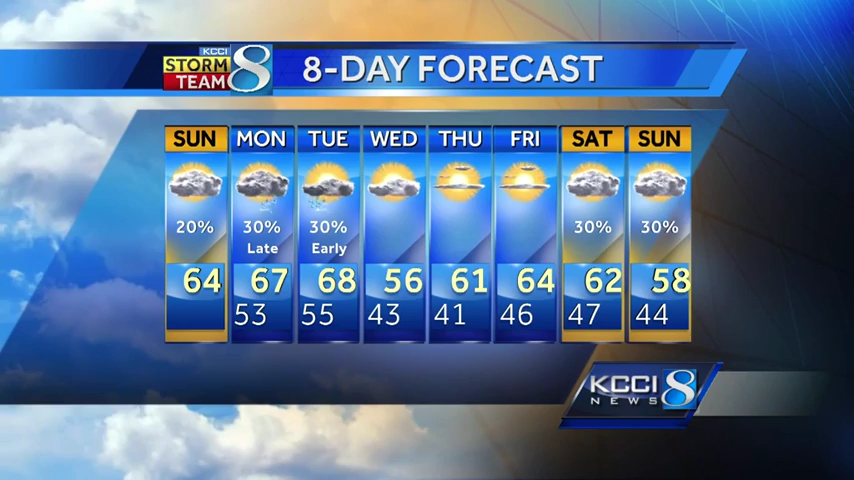 KCCI
STORM
TEAM 8
8-DAY FORECAST
SUN MON TUE WED THU FRI SAT SUN
20% 30% 30% 30% 30%
Late Early
64 67 68 56 61 64 62 58
53 55 43 41 46 47 44
KCCI 8
NEWS